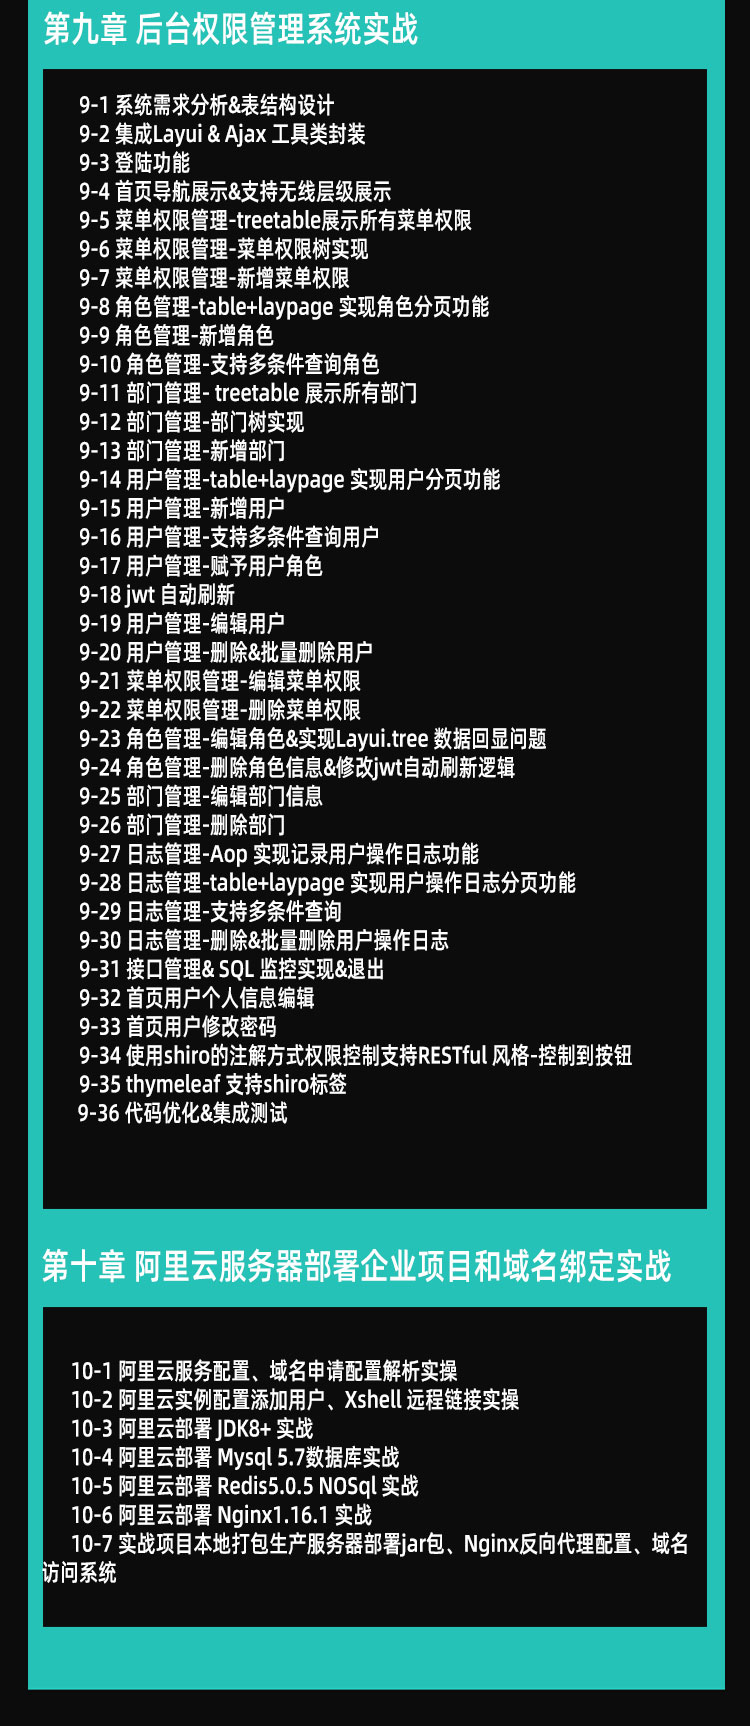 第九章 后台权限管理系统实战
9-1 系统需求分析&表结构设计
9-2 集成Layui & Ajax 工具类封装
9-3 登陆功能
9-4 首页导航展示&支持无线层级展示
9-5 菜单权限管理-treetable展示所有菜单权限
9-6 菜单权限管理-菜单权限树实现
9-7 菜单权限管理-新增菜单权限
9-8 角色管理-table+laypage 实现角色分页功能
9-9 角色管理-新增角色
9-10 角色管理-支持多条件查询角色
9-11 部门管理- treetable 展示所有部门
9-12 部门管理-部门树实现
9-13 部门管理-新增部门
9-14 用户管理-table+laypage 实现用户分页功能
9-15 用户管理-新增用户
9-16 用户管理-支持多条件查询用户
9-17 用户管理-赋予用户角色
9-18 jwt 自动刷新
9-19 用户管理-编辑用户
9-20 用户管理-删除&批量删除用户
9-21 菜单权限管理-编辑菜单权限
9-22 菜单权限管理-删除菜单权限
9-23 角色管理-编辑角色&实现Layui.tree 数据回显问题
9-24 角色管理-删除角色信息&修改jwt自动刷新逻辑
9-25 部门管理-编辑部门信息
9-26 部门管理-删除部门
9-27 日志管理-Aop 实现记录用户操作日志功能
9-28 日志管理-table+laypage 实现用户操作日志分页功能
9-29 日志管理-支持多条件查询
9-30 日志管理-删除&批量删除用户操作日志
9-31 接口管理& SQL 监控实现&退出
9-32 首页用户个人信息编辑
9-33 首页用户修改密码
9-34 使用shiro的注解方式权限控制支持RESTful 风格-控制到按钮
9-35 thymeleaf 支持shiro标签
9-36 代码优化&集成测试
第十章 阿里云服务器部署企业项目和域名绑定实战
10-1 阿里云服务配置、域名申请配置解析实操
10-2 阿里云实例配置添加用户、Xshell 远程链接实操
10-3 阿里云部署 JDK8+ 实战
10-4 阿里云部署 Mysql 5.7数据库实战
10-5 阿里云部署 Redis5.0.5 NOSql 实战
10-6 阿里云部署 Nginx1.16.1 实战
10-7 实战项目本地打包生产服务器部署jar包、Nginx反向代理配置、域名
访问系统